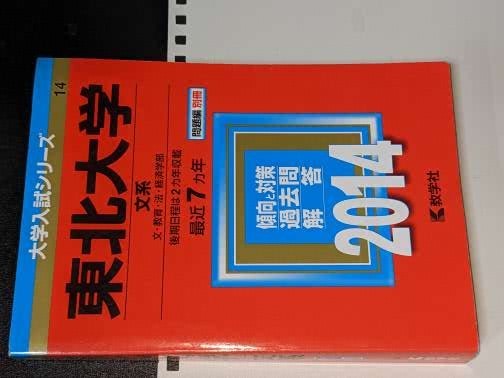 大学入試シリーズ
14
東北大学
文系
文・教育・法・経済学部
後期日程は2カ年収載
最近7カ年
問題編 別冊
傾向と対策
過去問
解答
2014
教学社